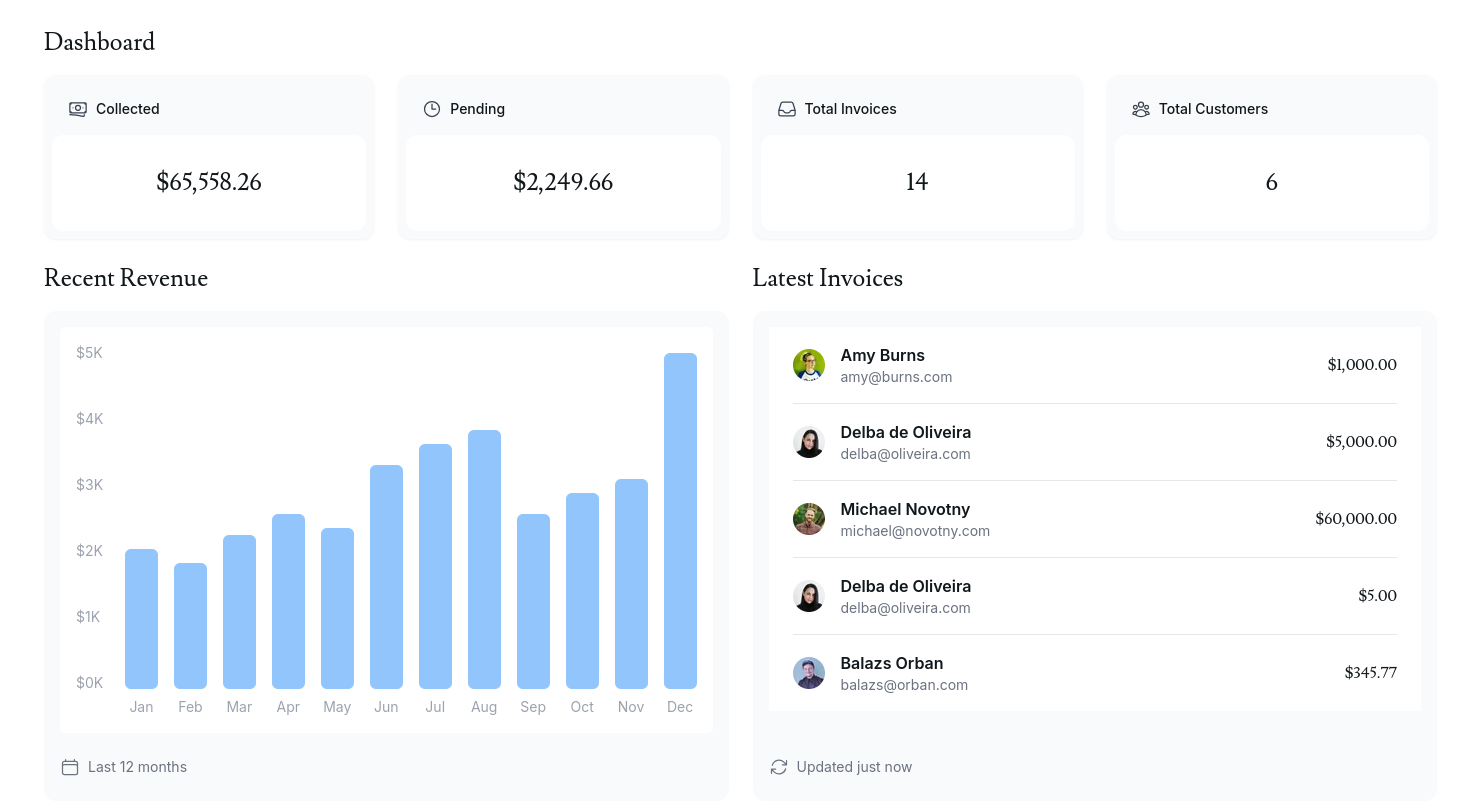 Dashboard
Collected
$65,558.26
Pending
$2,249.66
Total Invoices
14
Total Customers
6
Recent Revenue
$5K
$4K
$3K
$2K
$1K
$0K
Jan Feb Mar Apr May Jun Jul Aug Sep Oct Nov Dec
Last 12 months
Latest Invoices
Amy Burns
amy@burns.com
$1,000.00
Delba de Oliveira
delba@oliveira.com
$5,000.00
Michael Novotny
michael@novotny.com
$60,000.00
Delba de Oliveira
delba@oliveira.com
$5.00
Balazs Orban
balazs@orban.com
$345.77
Updated just now